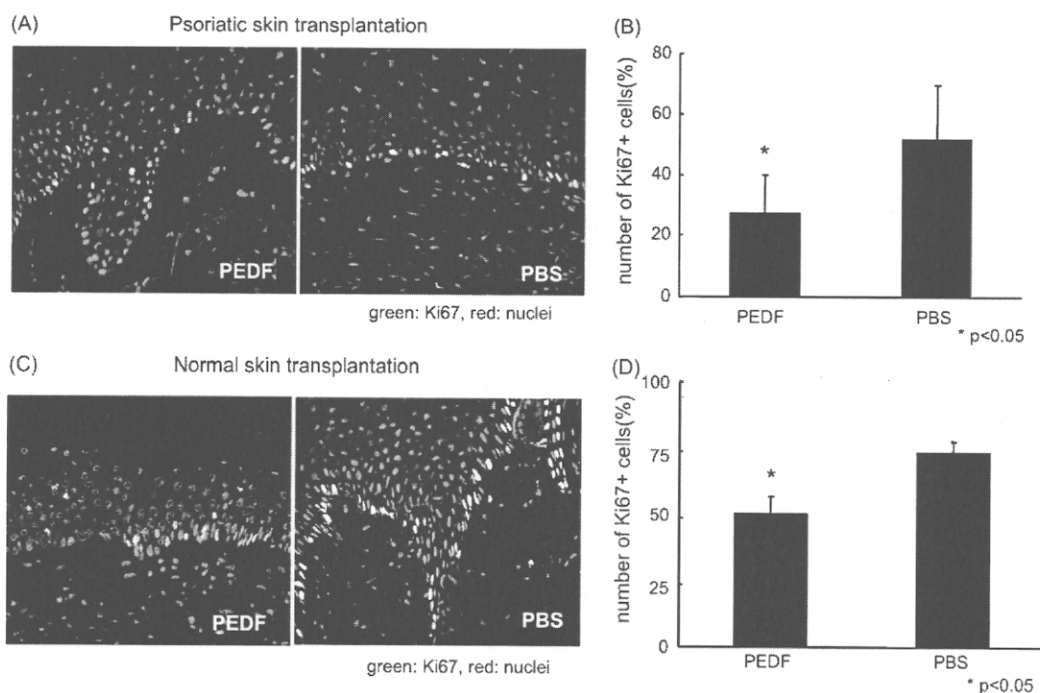 (A)
Psoriatic skin transplantation
PEDF
PBS
green: Ki67, red: nuclei
(B)
number of Ki67+ cells(%)
80
60
40
20
0
*
PEDF
PBS
* p<0.05
(C)
Normal skin transplantation
PEDF
PBS
green: Ki67, red: nuclei
(D)
number of Ki67+ cells(%)
100
75
50
25
0
*
PEDF
PBS
* p<0.05